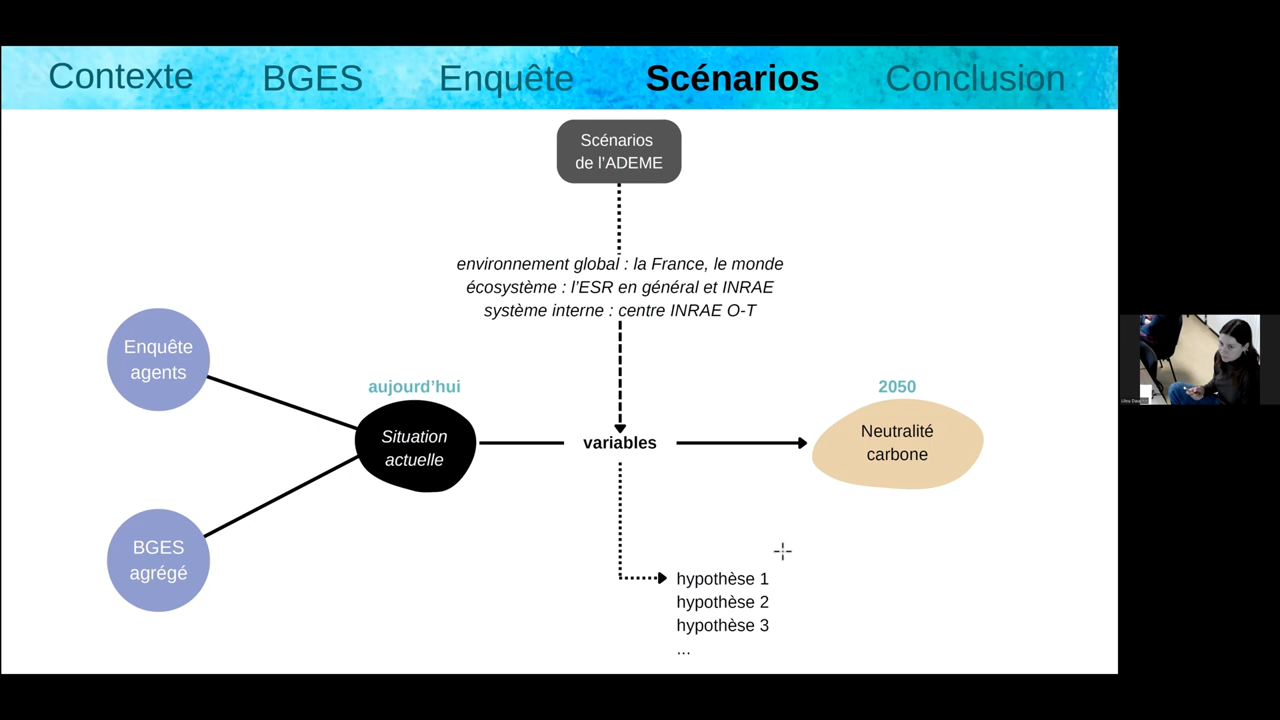 Contexte
BGES
Enquête
Scénarios
Conclusion
Scénarios
de l'ADEME
environnement global : la France, le monde
écosystème : l'ESR en général et INRAE
système interne : centre INRAE O-T
Enquête
agents
aujourd'hui
2050
Situation
actuelle
variables
Neutralité
carbone
BGES
agrégé
hypothèse 1
hypothèse 2
hypothèse 3
...